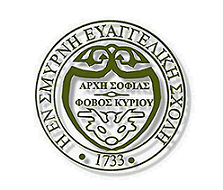 Η ΕΝ ΣΜΥΡΝΗ ΕΥΑΓΓΕΛΙΚΗ ΣΧΟΛΗ
ΑΡΧΗ ΣΟΦΙΑΣ
ΦΟΒΟΣ ΚΥΡΙΟΥ
· 1733 ·